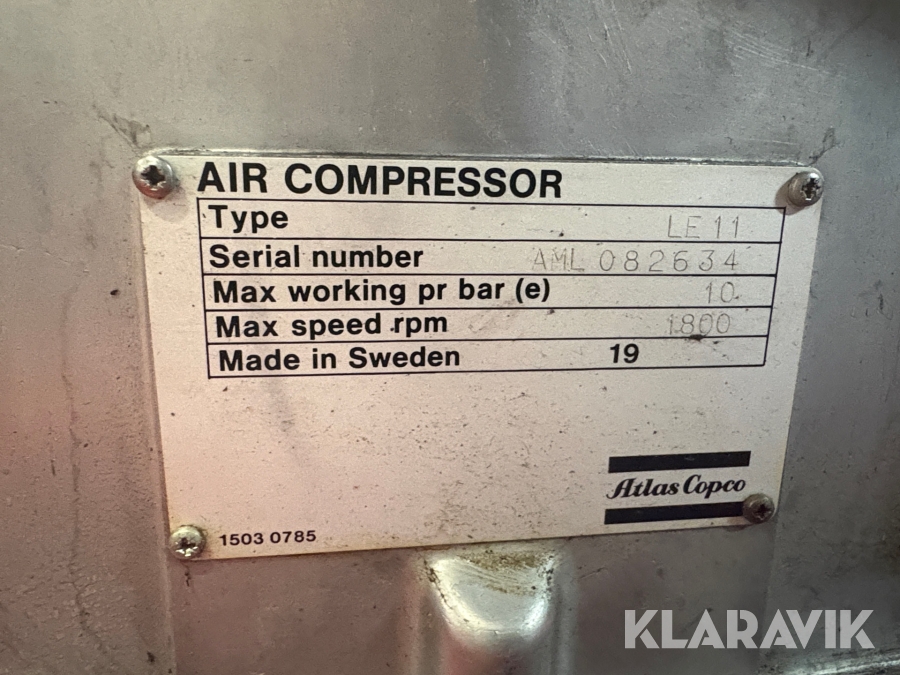 AIR COMPRESSOR
Type LE 11
Serial number AML 082634
Max working pr bar (e) 10
Max speed rpm 1800
Made in Sweden 19
Atlas Copco
1503 0785
KLARAVIK